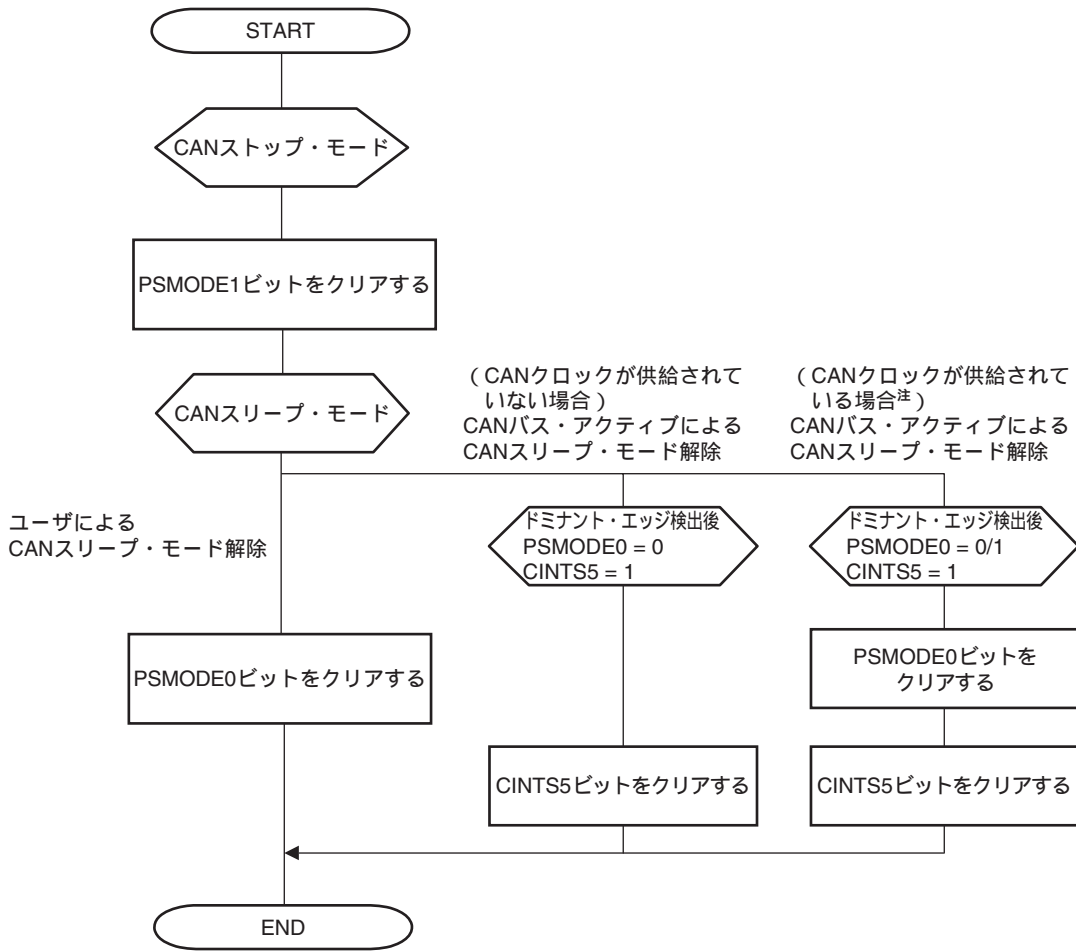 START
CANストップ・モード
PSMODE1ビットをクリアする
CANスリープ・モード
(CANクロックが供給されて
いない場合)
CANバス・アクティブによる
CANスリープ・モード解除
(CANクロックが供給されて
いる場合注)
CANバス・アクティブによる
CANスリープ・モード解除
ユーザによる
CANスリープ・モード解除
ドミナント・エッジ検出後
PSMODE0 = 0
CINTS5 = 1
ドミナント・エッジ検出後
PSMODE0 = 0/1
CINTS5 = 1
PSMODE0ビットをクリアする
PSMODE0ビットを
クリアする
CINTS5ビットをクリアする
CINTS5ビットをクリアする
END